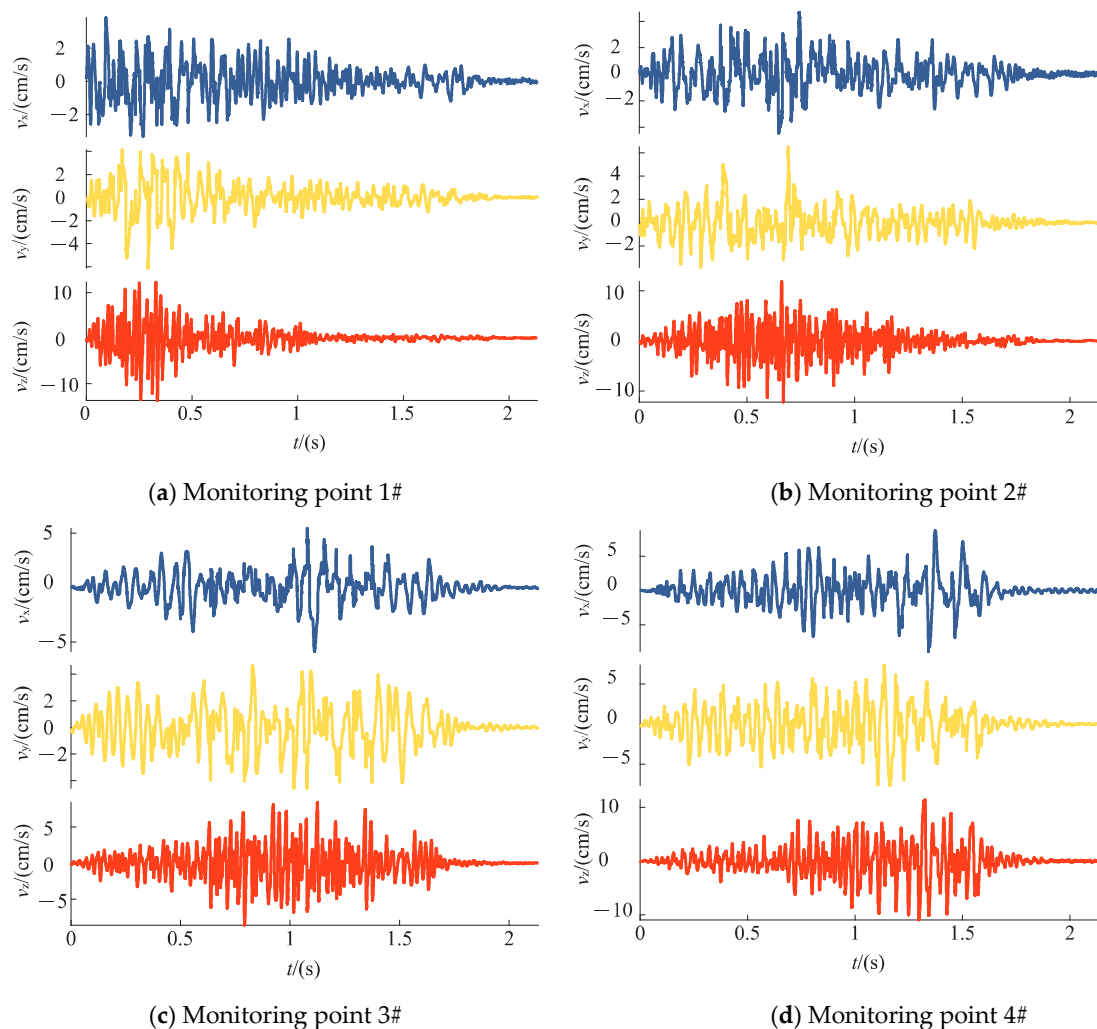 vx/(cm/s)
2
0
−2
vy/(cm/s)
2
0
−2
−4
vz/(cm/s)
10
0
−10
0 0.5 1 1.5 2
t/(s)
(a) Monitoring point 1#
vx/(cm/s)
2
0
−2
vy/(cm/s)
4
2
0
−2
vz/(cm/s)
10
0
−10
0 0.5 1 1.5 2
t/(s)
(b) Monitoring point 2#
vx/(cm/s)
5
0
−5
vy/(cm/s)
2
0
−2
vz/(cm/s)
5
0
−5
0 0.5 1 1.5 2
t/(s)
(c) Monitoring point 3#
vx/(cm/s)
5
0
−5
vy/(cm/s)
5
0
−5
vz/(cm/s)
10
0
−10
0 0.5 1 1.5 2
t/(s)
(d) Monitoring point 4#